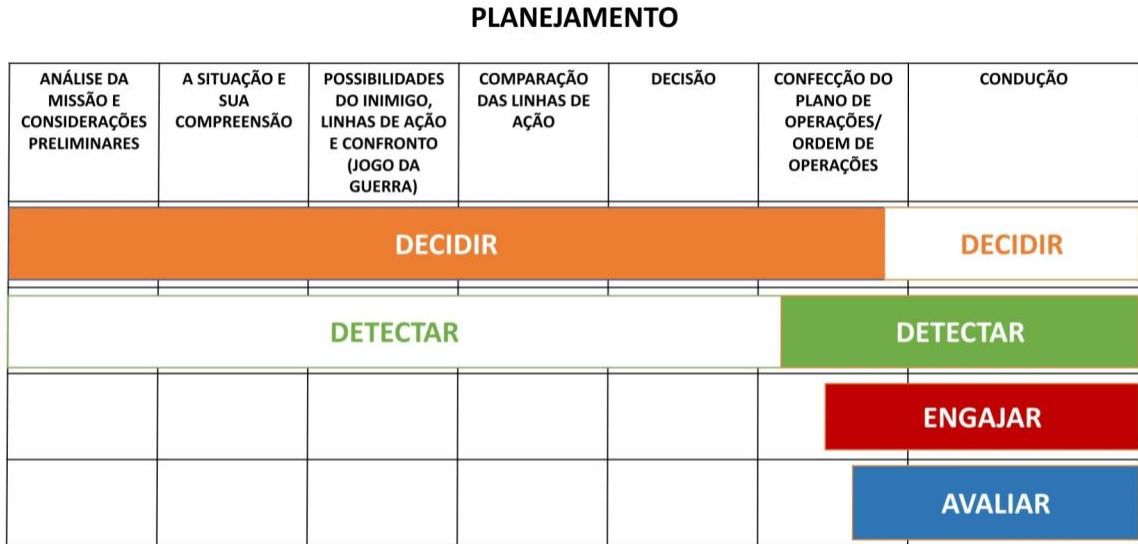 PLANEJAMENTO
ANÁLISE DA
MISSÃO E
CONSIDERAÇÕES
PRELIMINARES
A SITUAÇÃO E
SUA
COMPREENSÃO
POSSIBILIDADES
DO INIMIGO,
LINHAS DE AÇÃO
E CONFRONTO
(JOGO DA
GUERRA)
COMPARAÇÃO
DAS LINHAS DE
AÇÃO
DECISÃO
CONFECÇÃO DO
PLANO DE
OPERAÇÕES/
ORDEM DE
OPERAÇÕES
CONDUÇÃO
DECIDIR
DECIDIR
DETECTAR
DETECTAR
ENGAJAR
AVALIAR